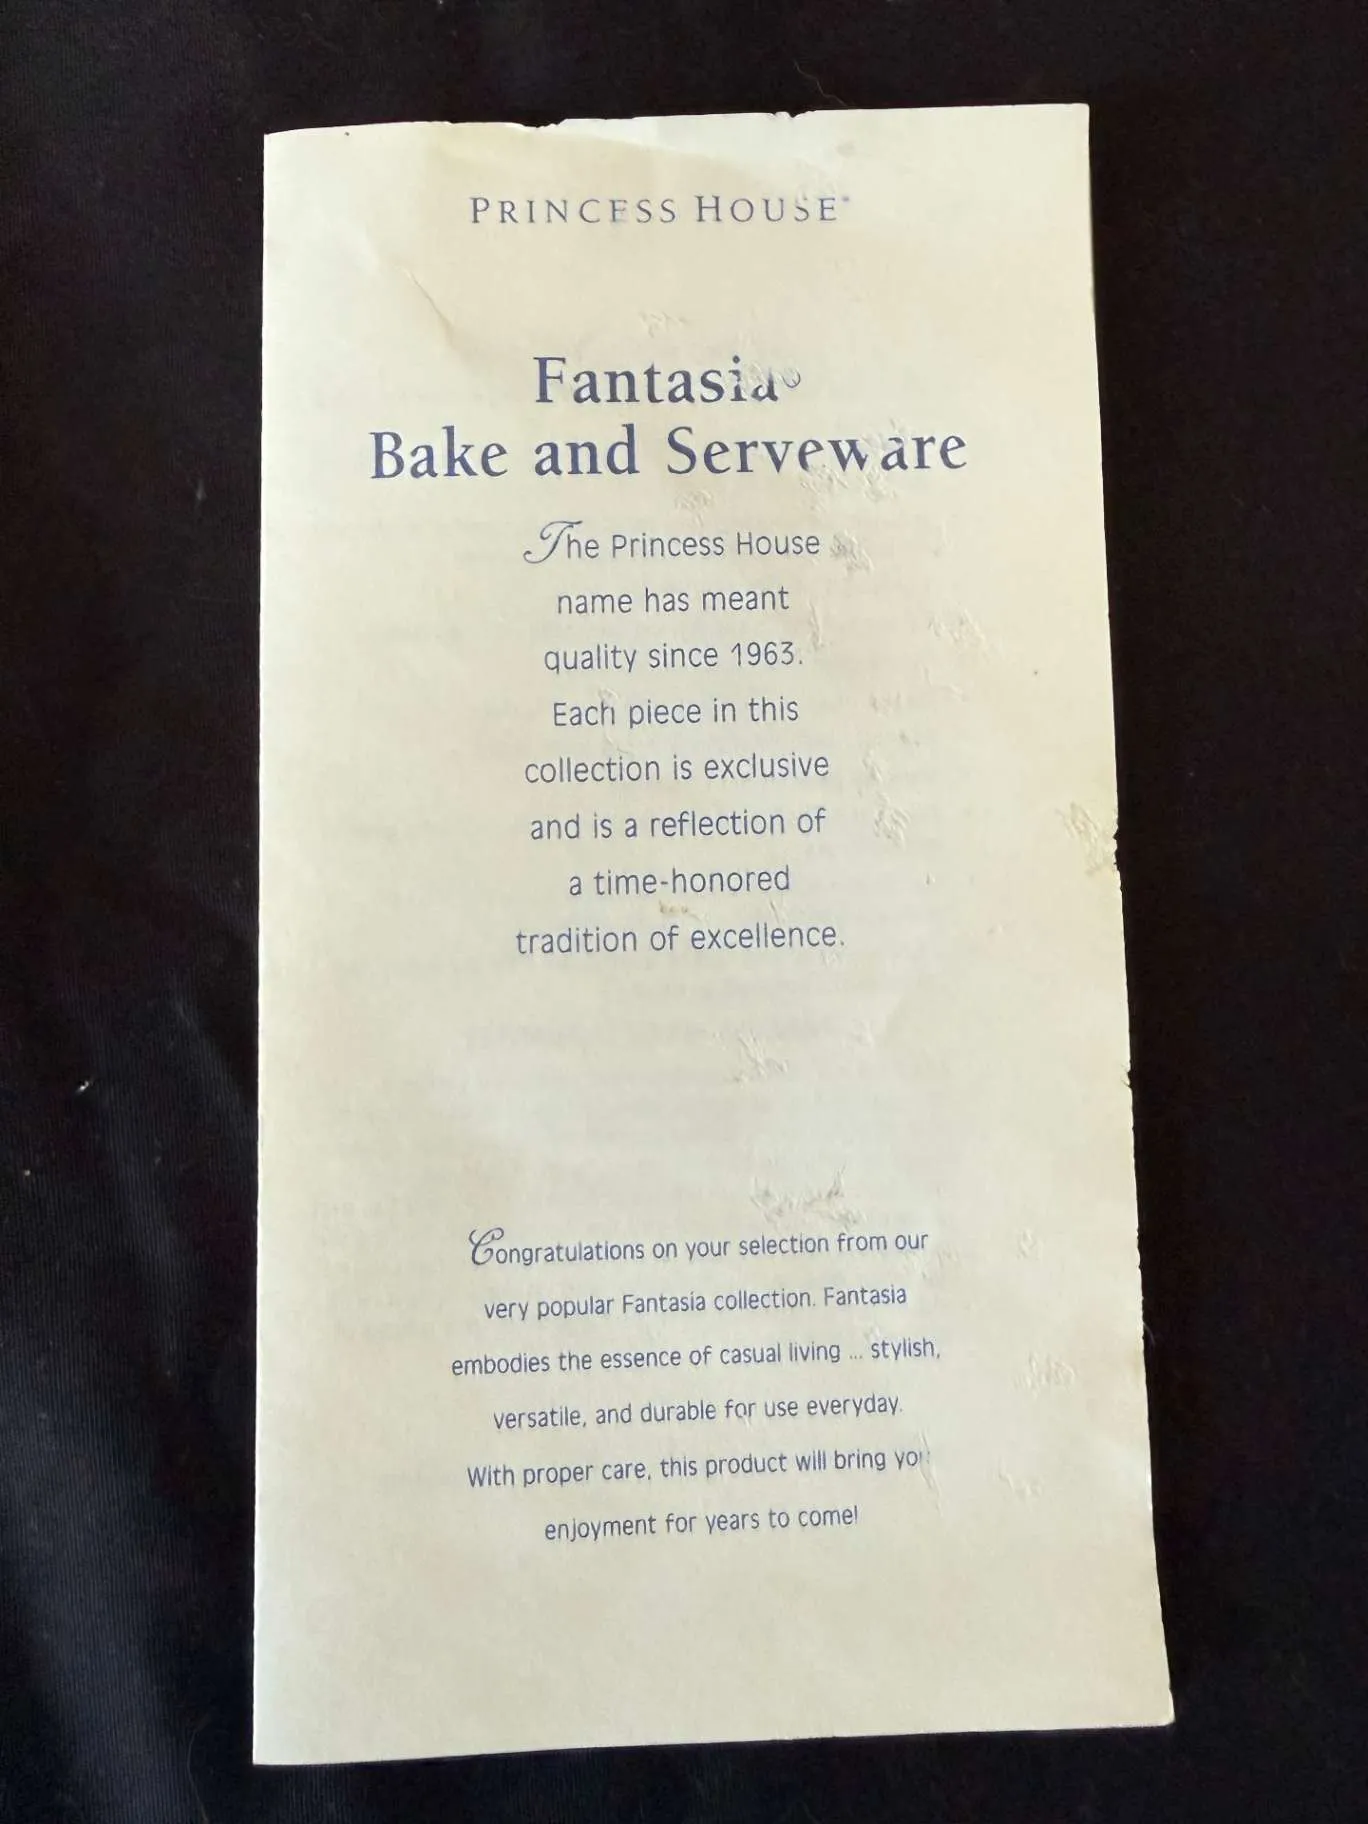 PRINCESS HOUSE®
Fantasia®
Bake and Serveware
The Princess House
name has meant
quality since 1963.
Each piece in this
collection is exclusive
and is a reflection of
a time-honored
tradition of excellence.
Congratulations on your selection from our
very popular Fantasia collection. Fantasia
embodies the essence of casual living ... stylish,
versatile, and durable for use everyday.
With proper care, this product will bring you
enjoyment for years to come!